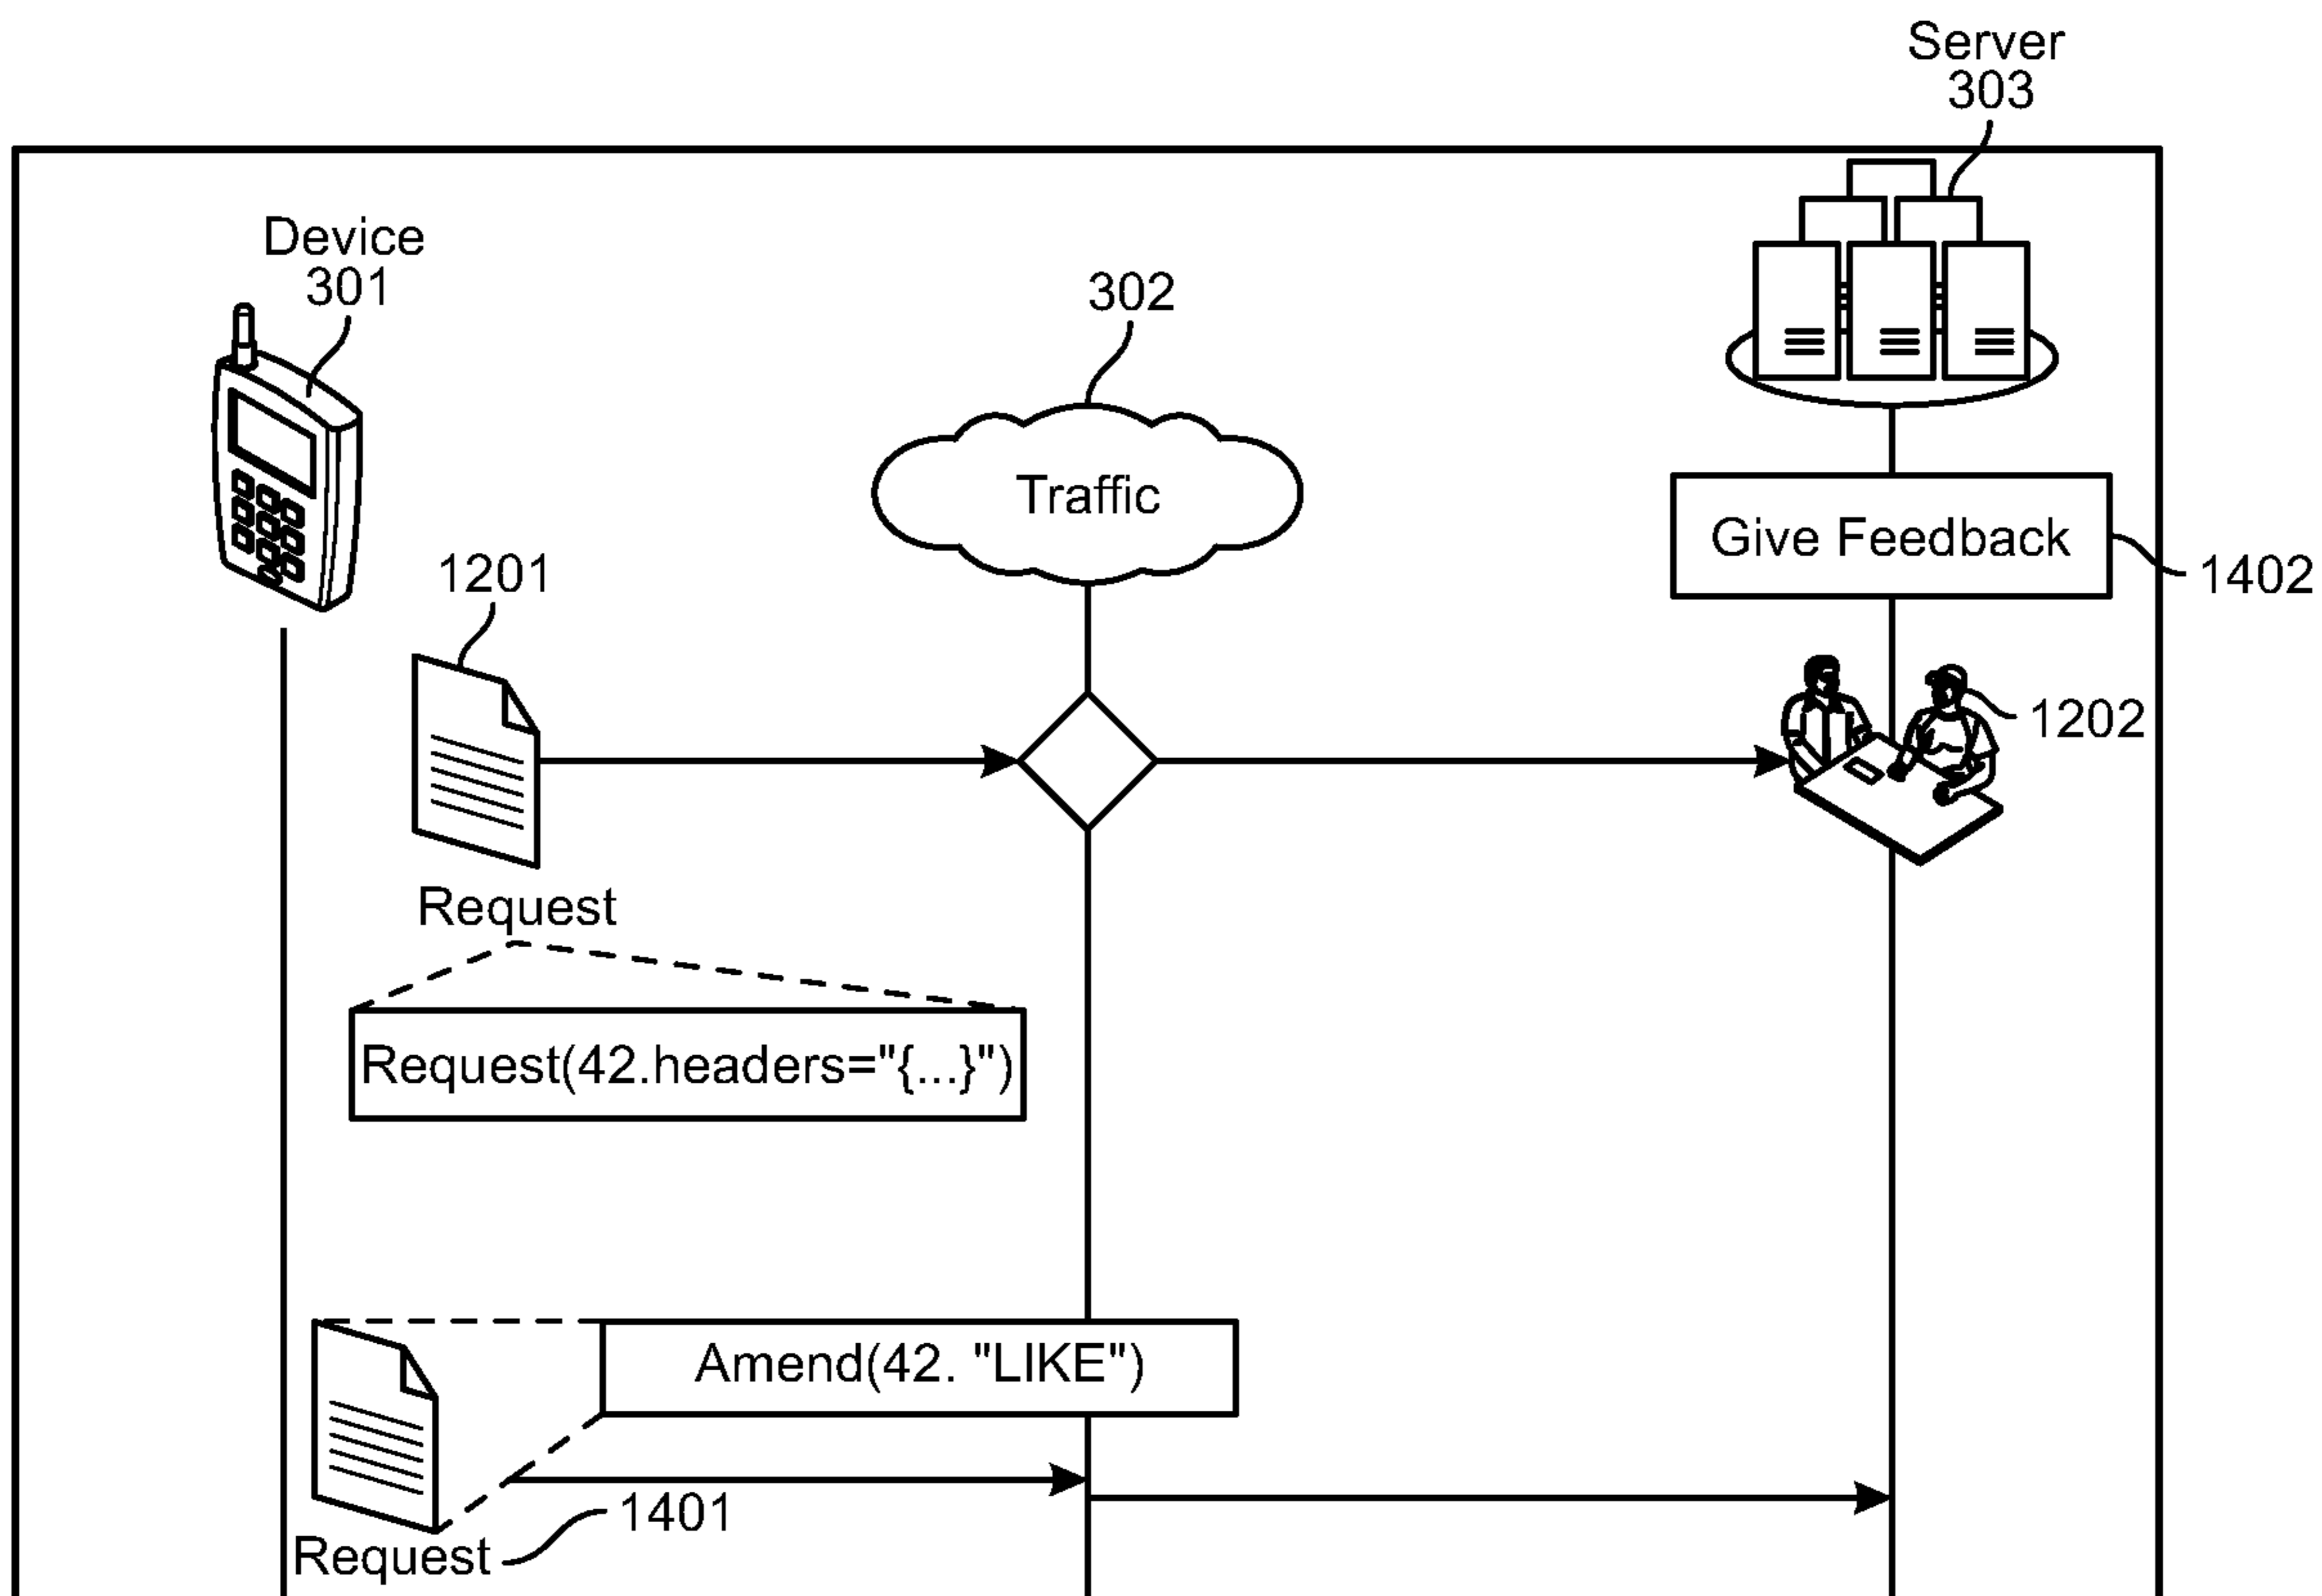 Server
303
Device
301
302
Traffic
Give Feedback
1402
1201
1202
Request
Request(42.headers="{...}")
Amend(42. "LIKE")
1401
Request